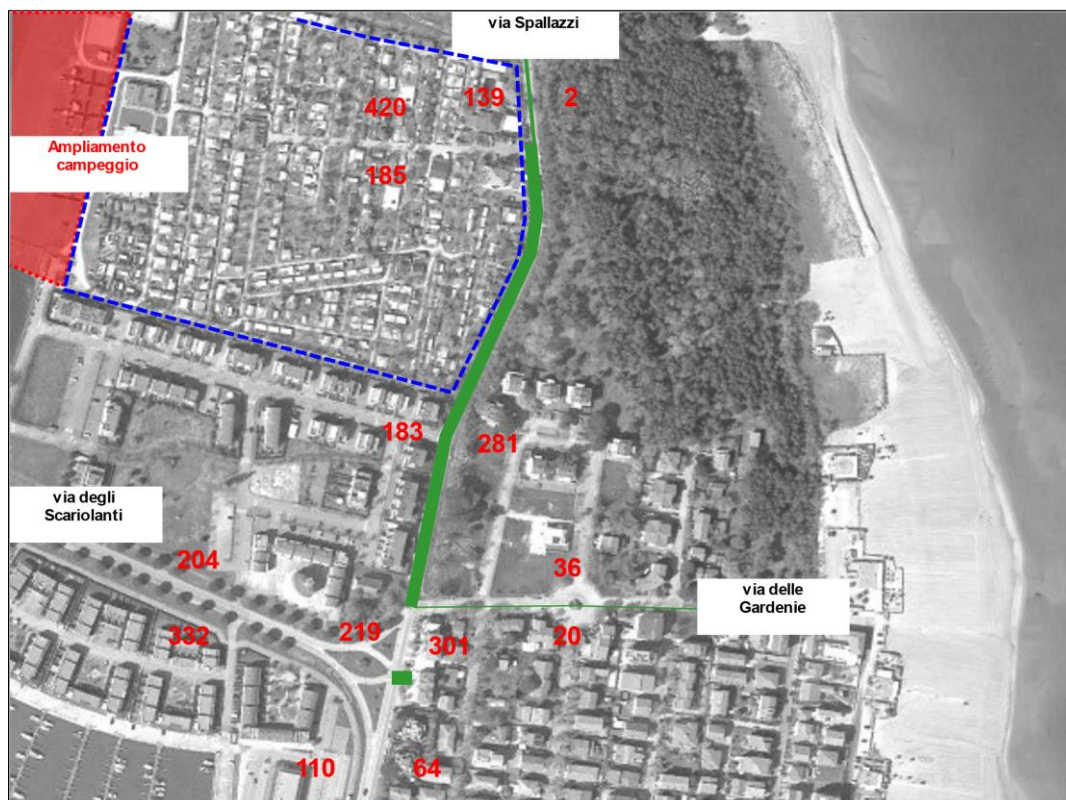 via Spallazzi
420
139
2
Ampliamento
campeggio
185
183
281
via degli
Scariolanti
204
36
via delle
Gardenie
332
219
301
20
110
64